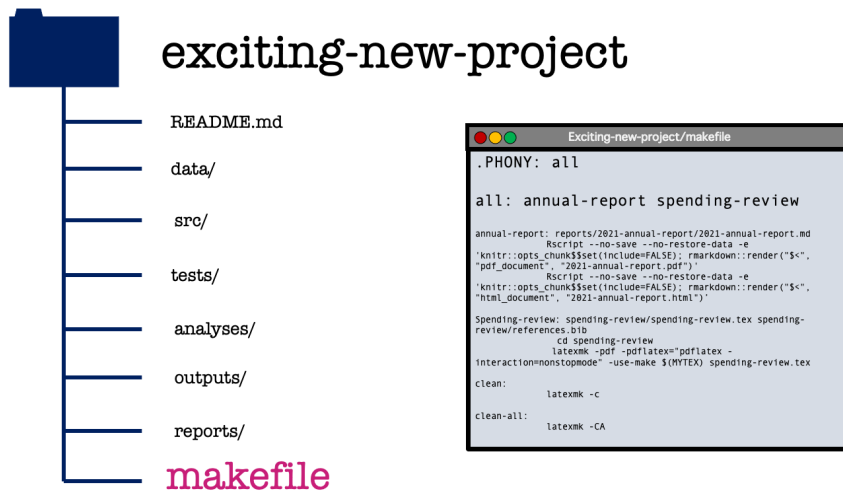 exciting-new-project
README.md
data/
src/
tests/
analyses/
outputs/
reports/
makefile
Exciting-new-project/makefile
.PHONY: all
all: annual-report spending-review
annual-report: reports/2021-annual-report/2021-annual-report.md
Rscript --no-save --no-restore-data -e
'knitr::opts_chunk$$set(include=FALSE); rmarkdown::render("$<",
"pdf_document", "2021-annual-report.pdf")'
Rscript --no-save --no-restore-data -e
'knitr::opts_chunk$$set(include=FALSE); rmarkdown::render("$<",
"html_document", "2021-annual-report.html")'
Spending-review: spending-review/spending-review.tex spending-
review/references.bib
cd spending-review
latexmk -pdf -pdflatex="pdflatex -
interaction=nonstopmode" -use-make $(MYTEX) spending-review.tex
clean:
latexmk -c
clean-all:
latexmk -CA